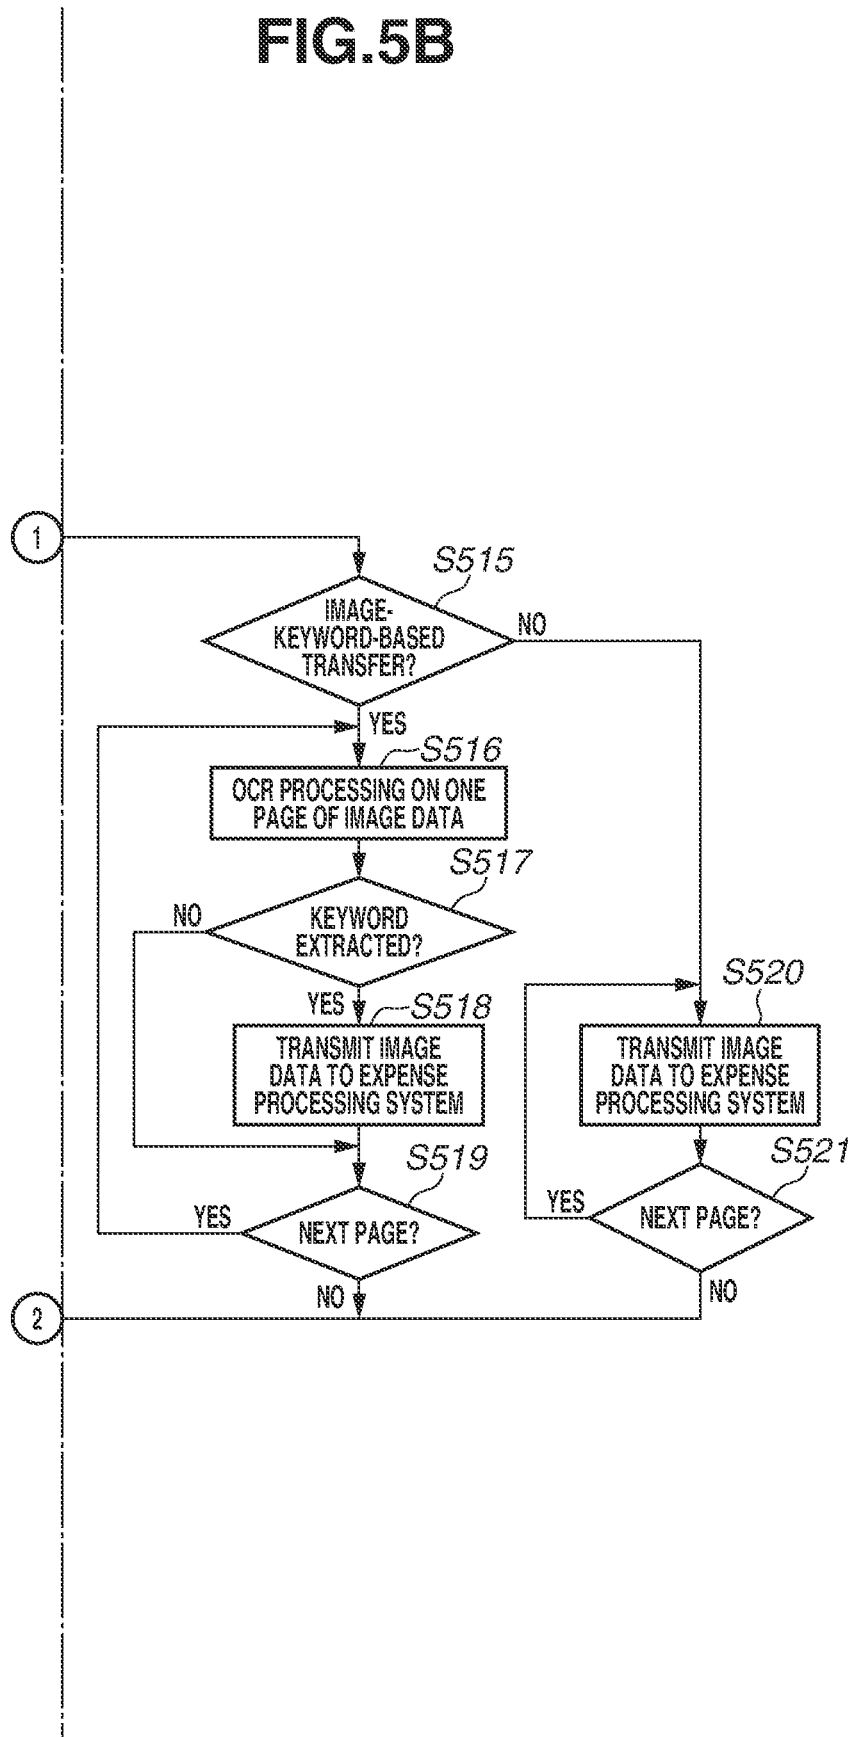 FIG.5B
1
S515
IMAGE-
KEYWORD-BASED
TRANSFER?
NO
YES
S516
OCR PROCESSING ON ONE
PAGE OF IMAGE DATA
S517
KEYWORD
EXTRACTED?
NO
YES
S518
TRANSMIT IMAGE
DATA TO EXPENSE
PROCESSING SYSTEM
S520
TRANSMIT IMAGE
DATA TO EXPENSE
PROCESSING SYSTEM
S519
NEXT PAGE?
YES
NO
S521
NEXT PAGE?
YES
NO
2